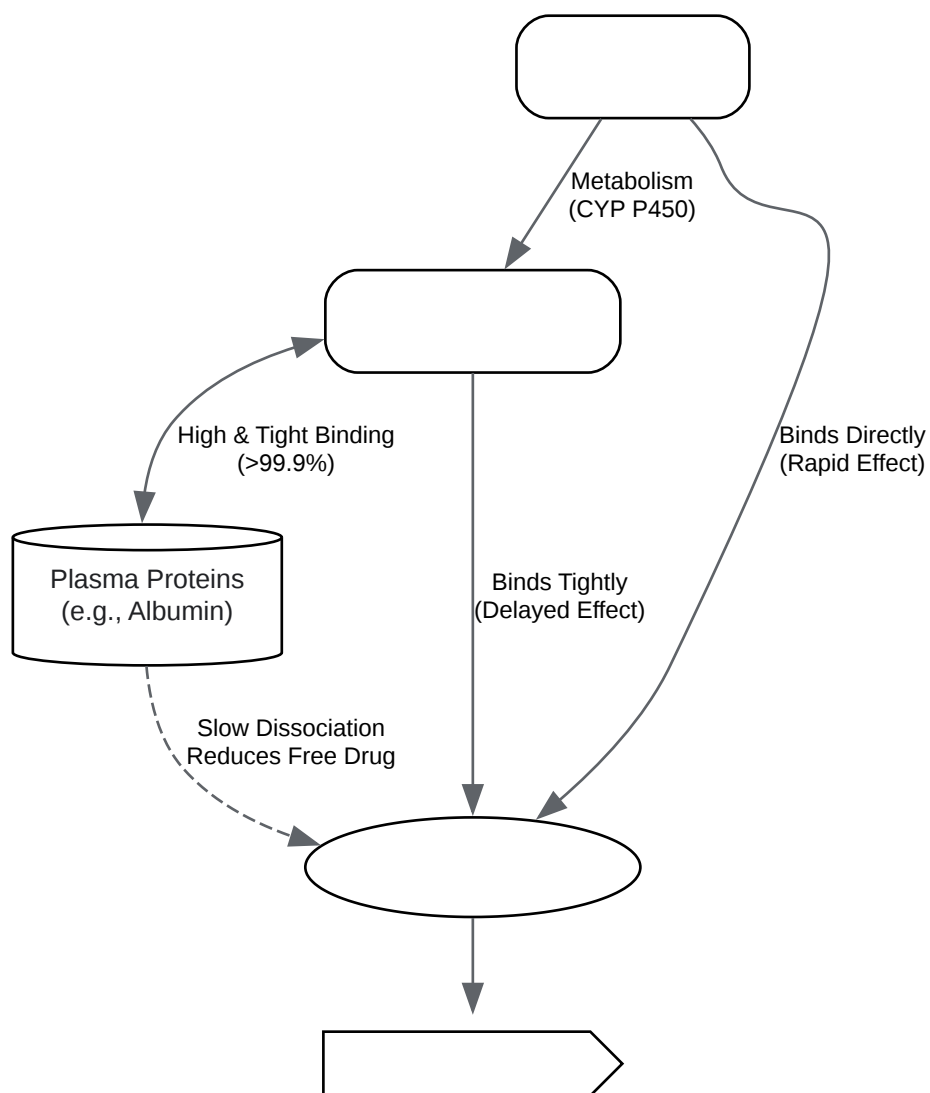 Metabolism
(CYP P450)
High & Tight Binding
(>99.9%)
Binds Directly
(Rapid Effect)
Plasma Proteins
(e.g., Albumin)
Binds Tightly
(Delayed Effect)
Slow Dissociation
Reduces Free Drug